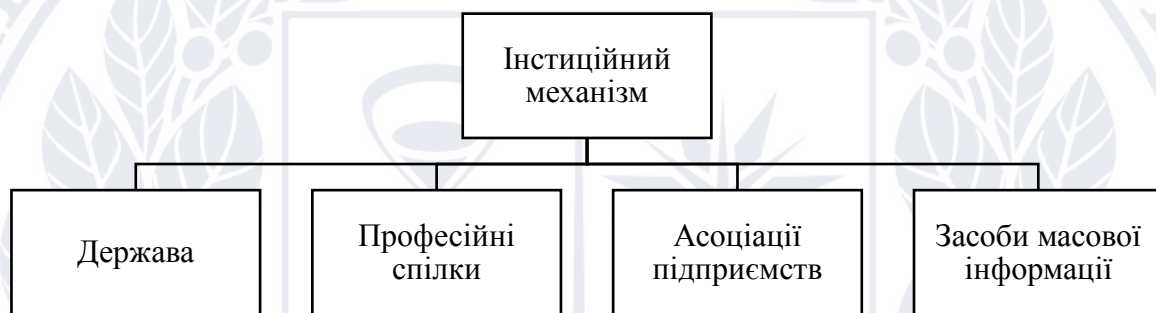 Інстиційний
механізм
Держава
Професійні
спілки
Асоціації
підприємств
Засоби масової
інформації